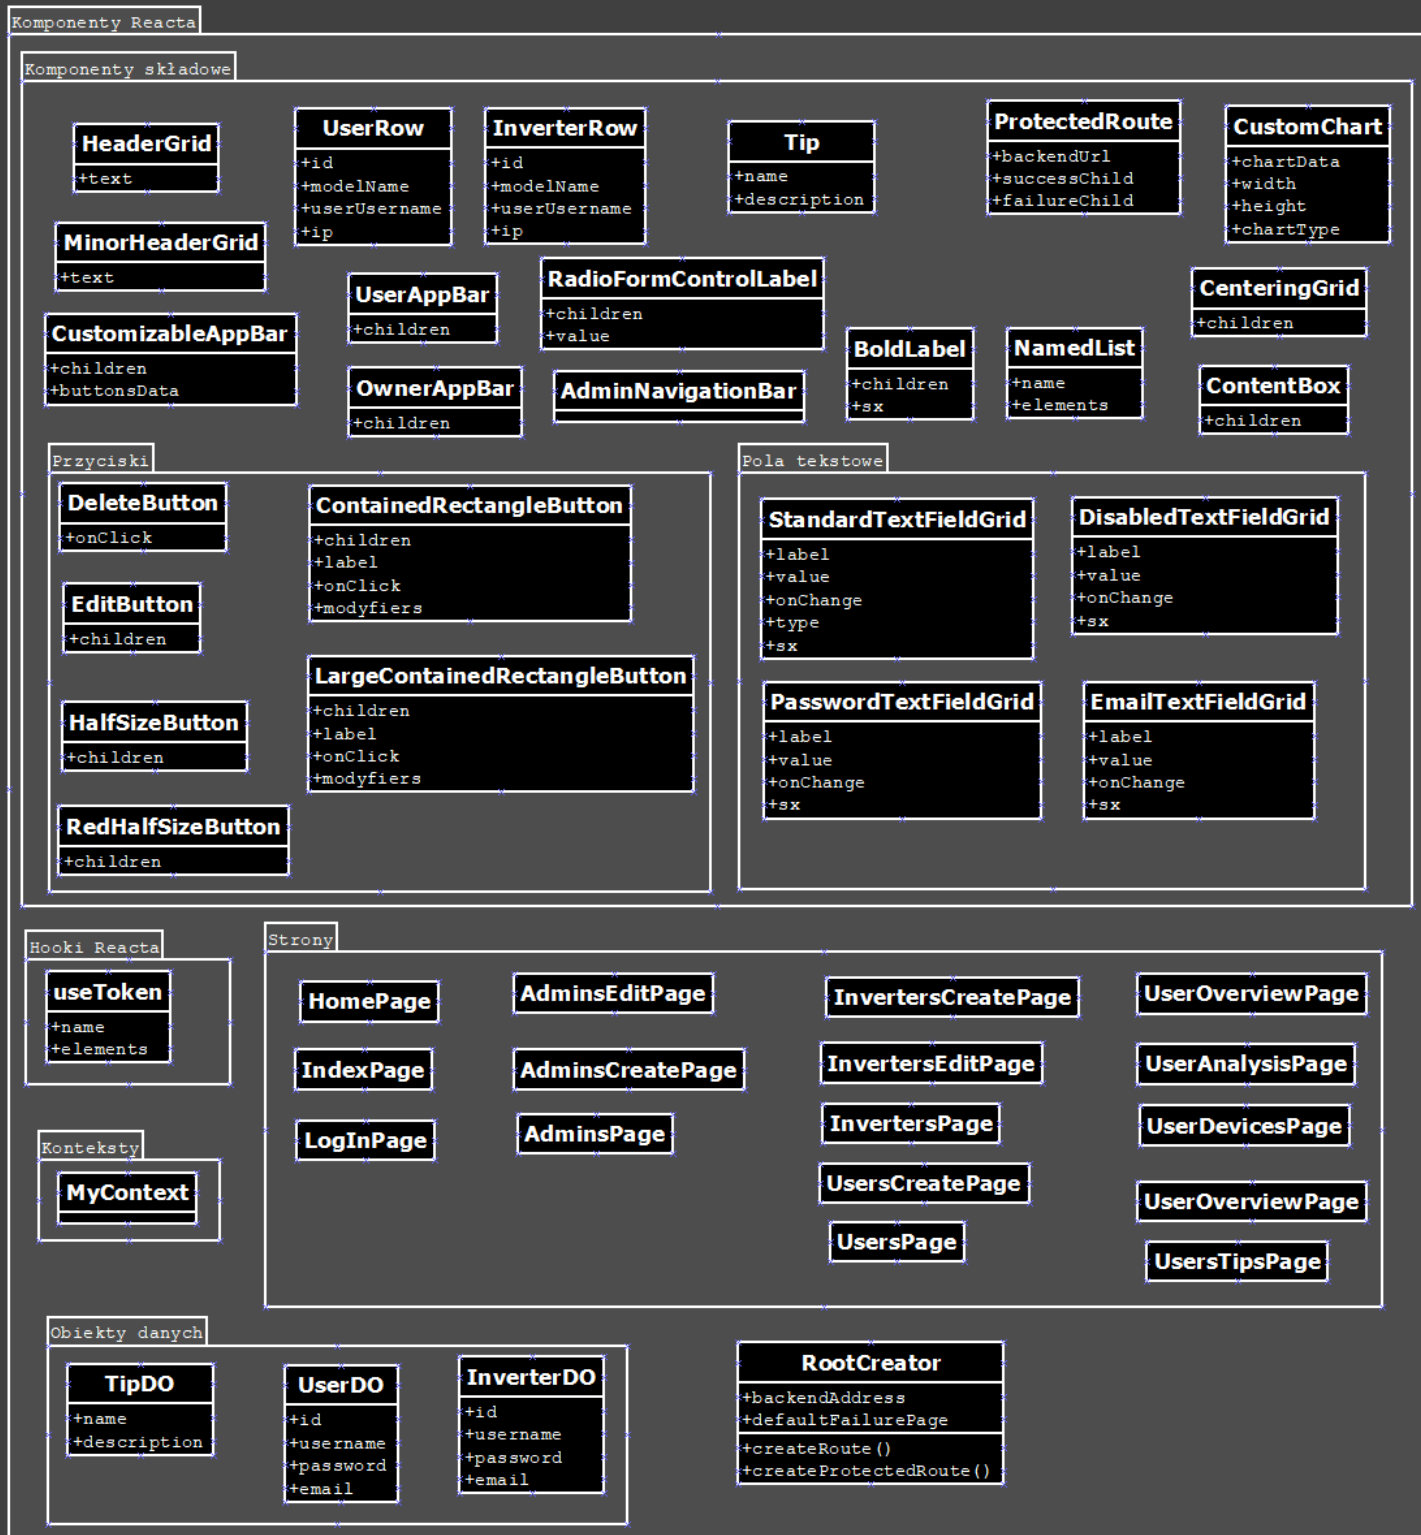 Komponenty Reacta
Komponenty składowe
HeaderGrid
+text
UserRow
+id
+modelName
+userUsername
+ip
InverterRow
+id
+modelName
+userUsername
+ip
Tip
+name
+description
ProtectedRoute
+backendUrl
+successChild
+failureChild
CustomChart
+chartData
+width
+height
+chartType
MinorHeaderGrid
+text
UserAppBar
+children
RadioFormControlLabel
+children
+value
CenteringGrid
+children
CustomizableAppBar
+children
+buttonsData
OwnerAppBar
+children
AdminNavigationBar
BoldLabel
+children
+sx
NamedList
+name
+elements
ContentBox
+children
Przyciski
DeleteButton
+onClick
ContainedRectangleButton
+children
+label
+onClick
+modyfiers
EditButton
+children
LargeContainedRectangleButton
+children
+label
+onClick
+modyfiers
HalfSizeButton
+children
RedHalfSizeButton
+children
Pola tekstowe
StandardTextFieldGrid
+label
+value
+onChange
+type
+sx
DisabledTextFieldGrid
+label
+value
+onChange
+sx
PasswordTextFieldGrid
+label
+value
+onChange
+sx
EmailTextFieldGrid
+label
+value
+onChange
+sx
Hooki Reacta
useToken
+name
+elements
Konteksty
MyContext
Strony
HomePage
IndexPage
LogInPage
AdminsEditPage
AdminsCreatePage
AdminsPage
InvertersCreatePage
InvertersEditPage
InvertersPage
UsersCreatePage
UsersPage
UserOverviewPage
UserAnalysisPage
UserDevicesPage
UserOverviewPage
UsersTipsPage
Obiekty danych
TipDO
+name
+description
UserDO
+id
+username
+password
+email
InverterDO
+id
+username
+password
+email
RootCreator
+backendAddress
+defaultFailurePage
+createRoute()
+createProtectedRoute()